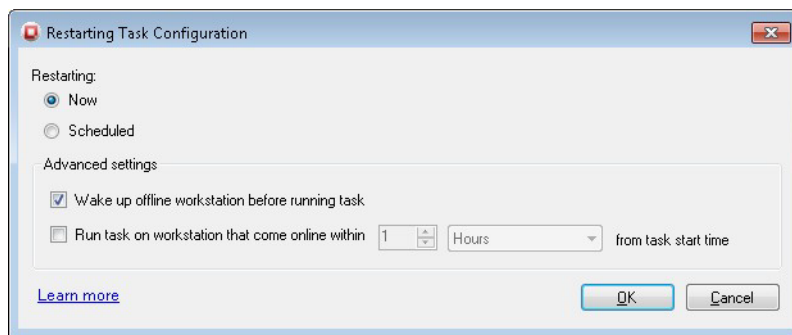 Restarting Task Configuration
Restarting:
Now
Scheduled
Advanced settings
Wake up offline workstation before running task
Run task on workstation that come online within 1 Hours from task start time
Learn more OK Cancel